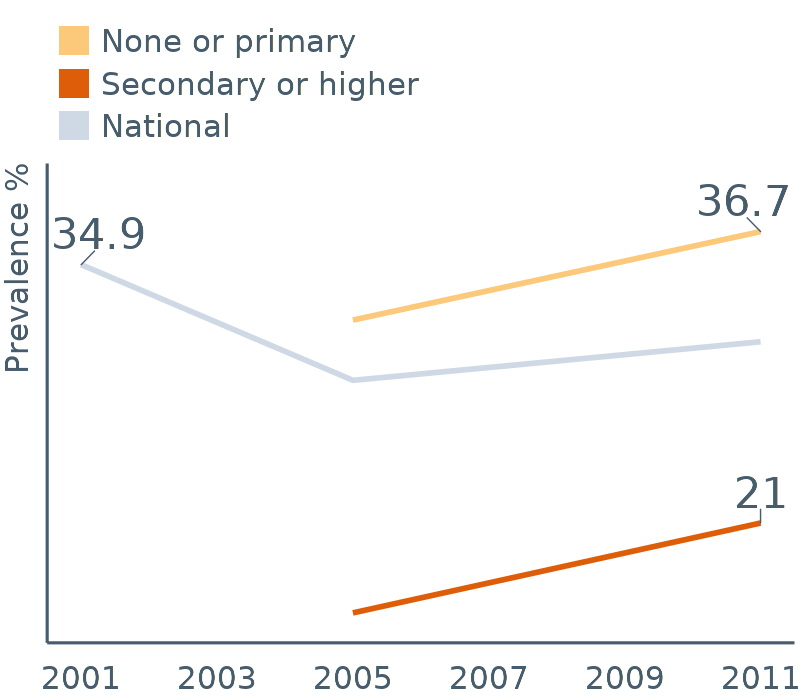 None or primary
Secondary or higher
National
Prevalence %
34.9
36.7
21
2001 2003 2005 2007 2009 2011